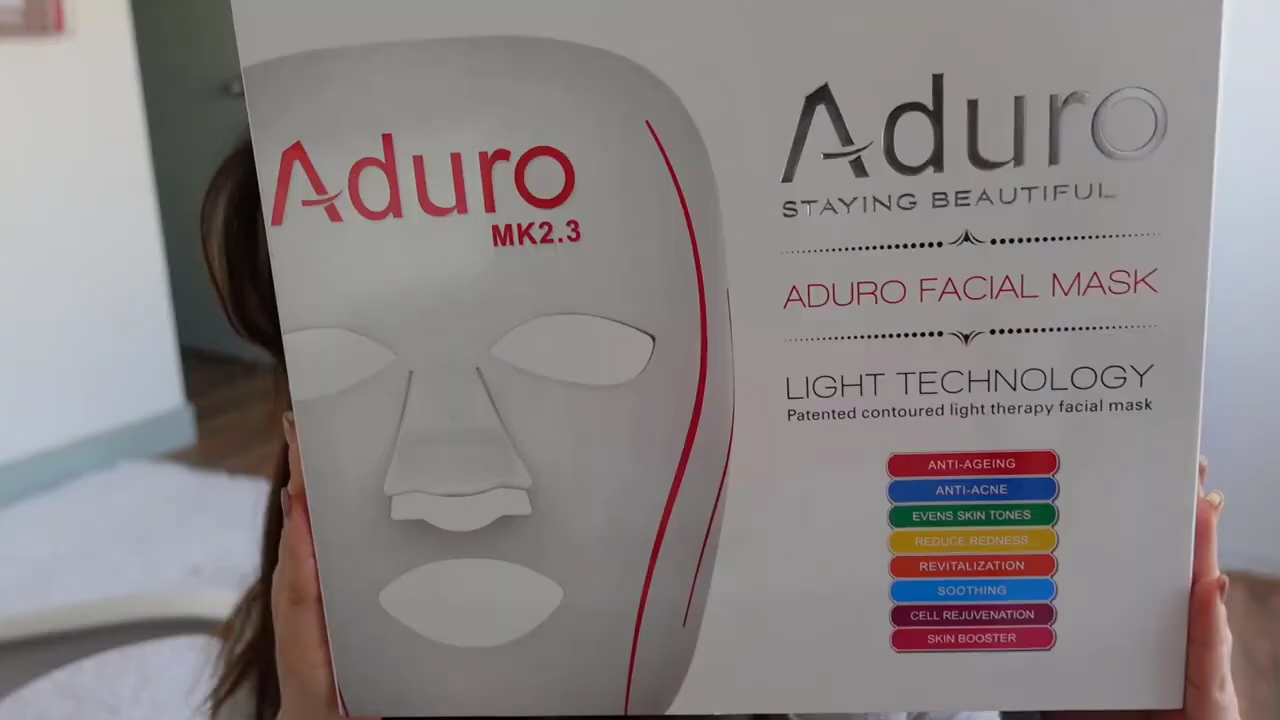 Aduro
MK2.3
Aduro
STAYING BEAUTIFUL
ADURO FACIAL MASK
LIGHT TECHNOLOGY
Patented contoured light therapy facial mask
ANTI-AGEING
ANTI-ACNE
EVENS SKIN TONES
REDUCE REDNESS
REVITALIZATION
SOOTHING
CELL REJUVENATION
SKIN BOOSTER